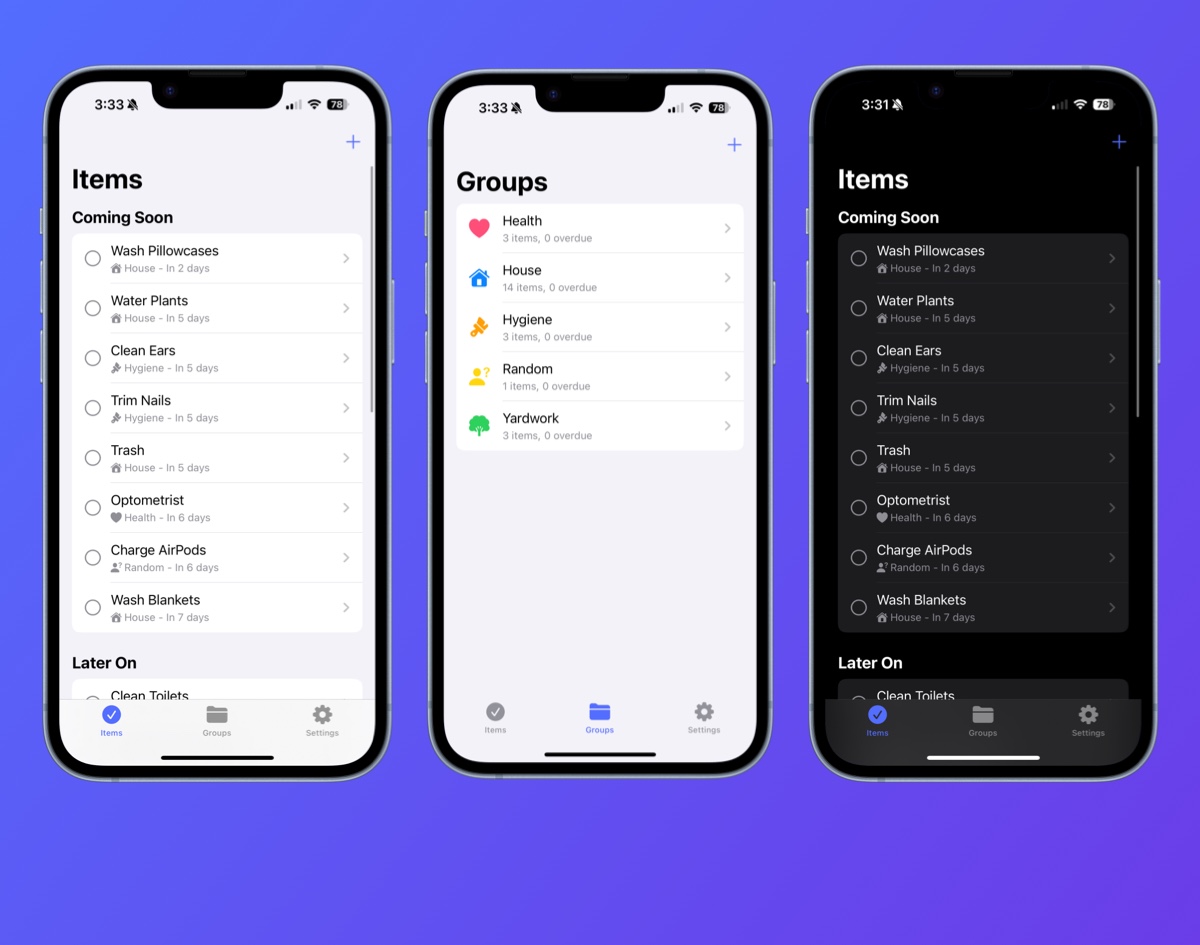 3:33
78
Items
Coming Soon
Wash Pillowcases
House - In 2 days
Water Plants
House - In 5 days
Clean Ears
Hygiene - In 5 days
Trim Nails
Hygiene - In 5 days
Trash
House - In 5 days
Optometrist
Health - In 6 days
Charge AirPods
Random - In 6 days
Wash Blankets
House - In 7 days
Later On
Clean Toilets
Items
Groups
Settings
3:33
78
Groups
Health
3 items, 0 overdue
House
14 items, 0 overdue
Hygiene
3 items, 0 overdue
Random
1 items, 0 overdue
Yardwork
3 items, 0 overdue
Items
Groups
Settings
3:31
78
Items
Coming Soon
Wash Pillowcases
House - In 2 days
Water Plants
House - In 5 days
Clean Ears
Hygiene - In 5 days
Trim Nails
Hygiene - In 5 days
Trash
House - In 5 days
Optometrist
Health - In 6 days
Charge AirPods
Random - In 6 days
Wash Blankets
House - In 7 days
Later On
Clean Toilets
Items
Groups
Settings